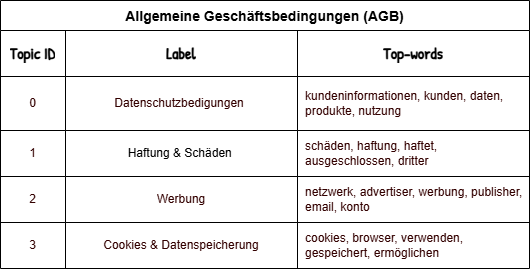 Allgemeine Geschäftsbedingungen (AGB)
Topic ID Label Top-words
0 Datenschutzbedigungen kundeninformationen, kunden, daten,
produkte, nutzung
1 Haftung & Schäden schäden, haftung, haftet,
ausgeschlossen, dritter
2 Werbung netzwerk, advertiser, werbung, publisher,
email, konto
3 Cookies & Datenspeicherung cookies, browser, verwenden,
gespeichert, ermöglichen